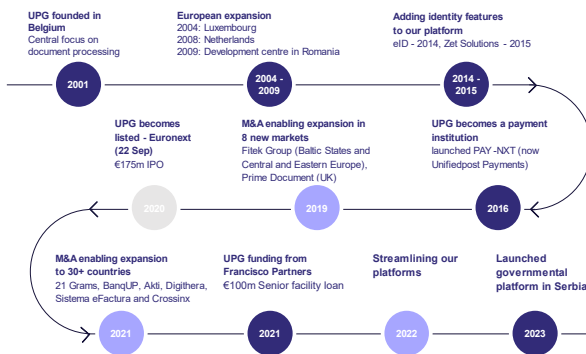 UPG founded in
Belgium
Central focus on
document processing
2001
European expansion
2004: Luxembourg
2008: Netherlands
2009: Development centre in Romania
2004 -
2009
Adding identity features
to our platform
eID - 2014, Zet Solutions - 2015
2014 -
2015
UPG becomes
listed - Euronext
(22 Sep)
€175m IPO
2020
M&A enabling expansion in
8 new markets
Fitek Group (Baltic States and
Central and Eastern Europe),
Prime Document (UK)
2019
UPG becomes a payment
institution
launched PAY -NXT (now
Unifiedpost Payments)
2016
M&A enabling expansion
to 30+ countries
21 Grams, BanqUP, Akti, Digithera,
Sistema eFactura and Crossinx
2021
UPG funding from
Francisco Partners
€100m Senior facility loan
2021
Streamlining our
platforms
2022
Launched
governmental
platform in Serbia
2023